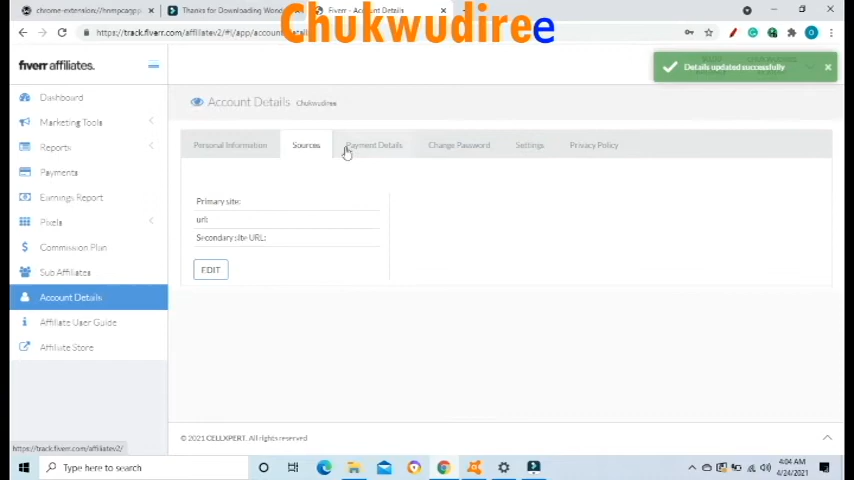 chrome-extension://hnmpcagpp
Thanks for Downloading Wond
Fiverr - Account Details
Chukwudiree
https://track.fiverr.com/affiliatev2/#!/app/account
fiverr affiliates.
Details updated successfully
Dashboard
Account Details Chukwudiree
Marketing Tools
Personal Information Sources Payment Details Change Password Settings Privacy Policy
Reports
Payments
Earnings Report
Primary site:
Pixels
url:
Secondary site URL:
Commission Plan
Sub Affiliates
EDIT
Account Details
Affiliate User Guide
Affiliate Store
© 2021 CELLXPERT. All rights reserved
https://track.fiverr.com/affiliatev2/
Type here to search
4:04 AM
4/24/2021